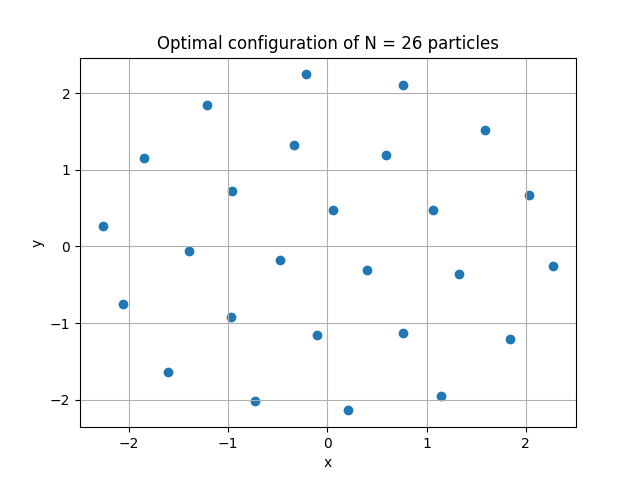 Optimal configuration of N = 26 particles
2
1
0
−1
−2
y
−2 −1 0 1 2
x